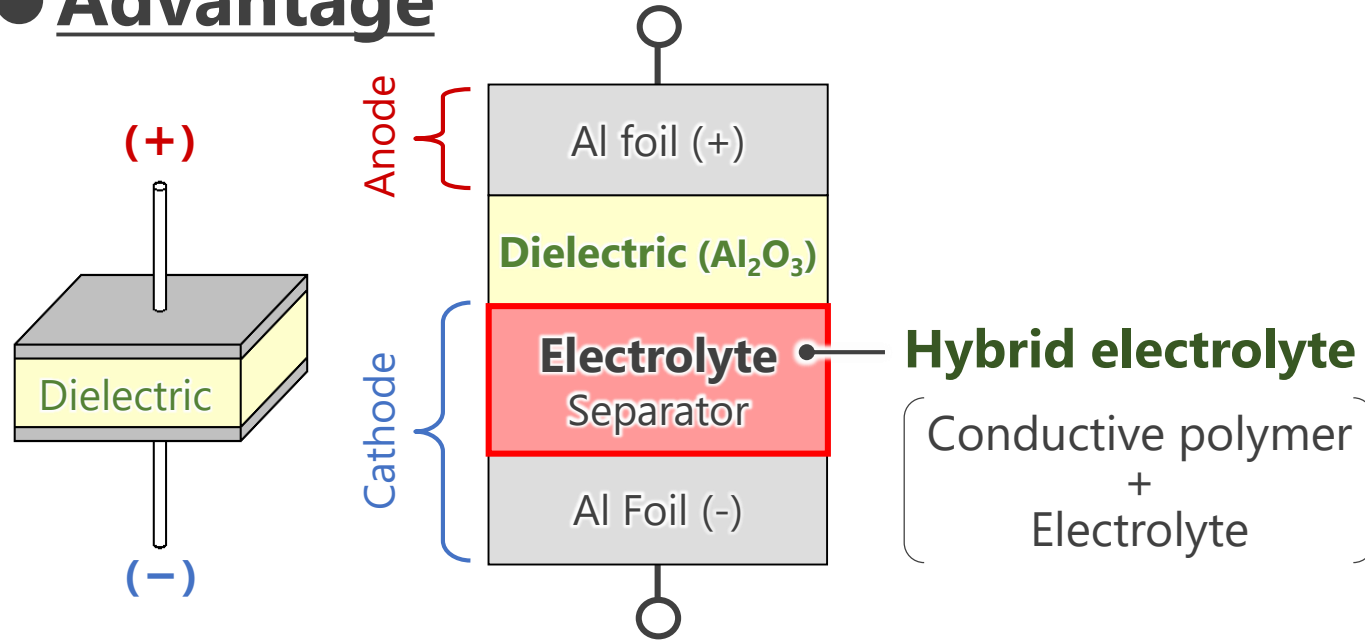 ● Advantage
(+)
Dielectric
(−)
Anode
Cathode
Al foil (+)
Dielectric (Al₂O₃)
Electrolyte
Separator
Al Foil (-)
Hybrid electrolyte
Conductive polymer
+
Electrolyte